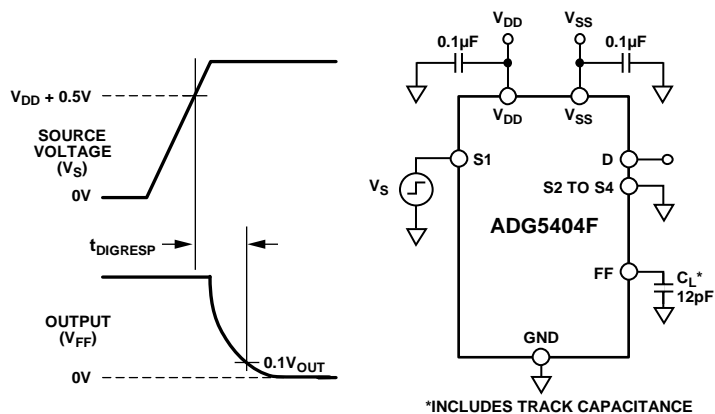 VDD + 0.5V
SOURCE
VOLTAGE
(VS)
0V
tDIGRESP
OUTPUT
(VFF)
0V
0.1VOUT
VDD
VSS
0.1µF
0.1µF
VDD
VSS
S1
VS
D
S2 TO S4
ADG5404F
FF
CL*
12pF
GND
*INCLUDES TRACK CAPACITANCE